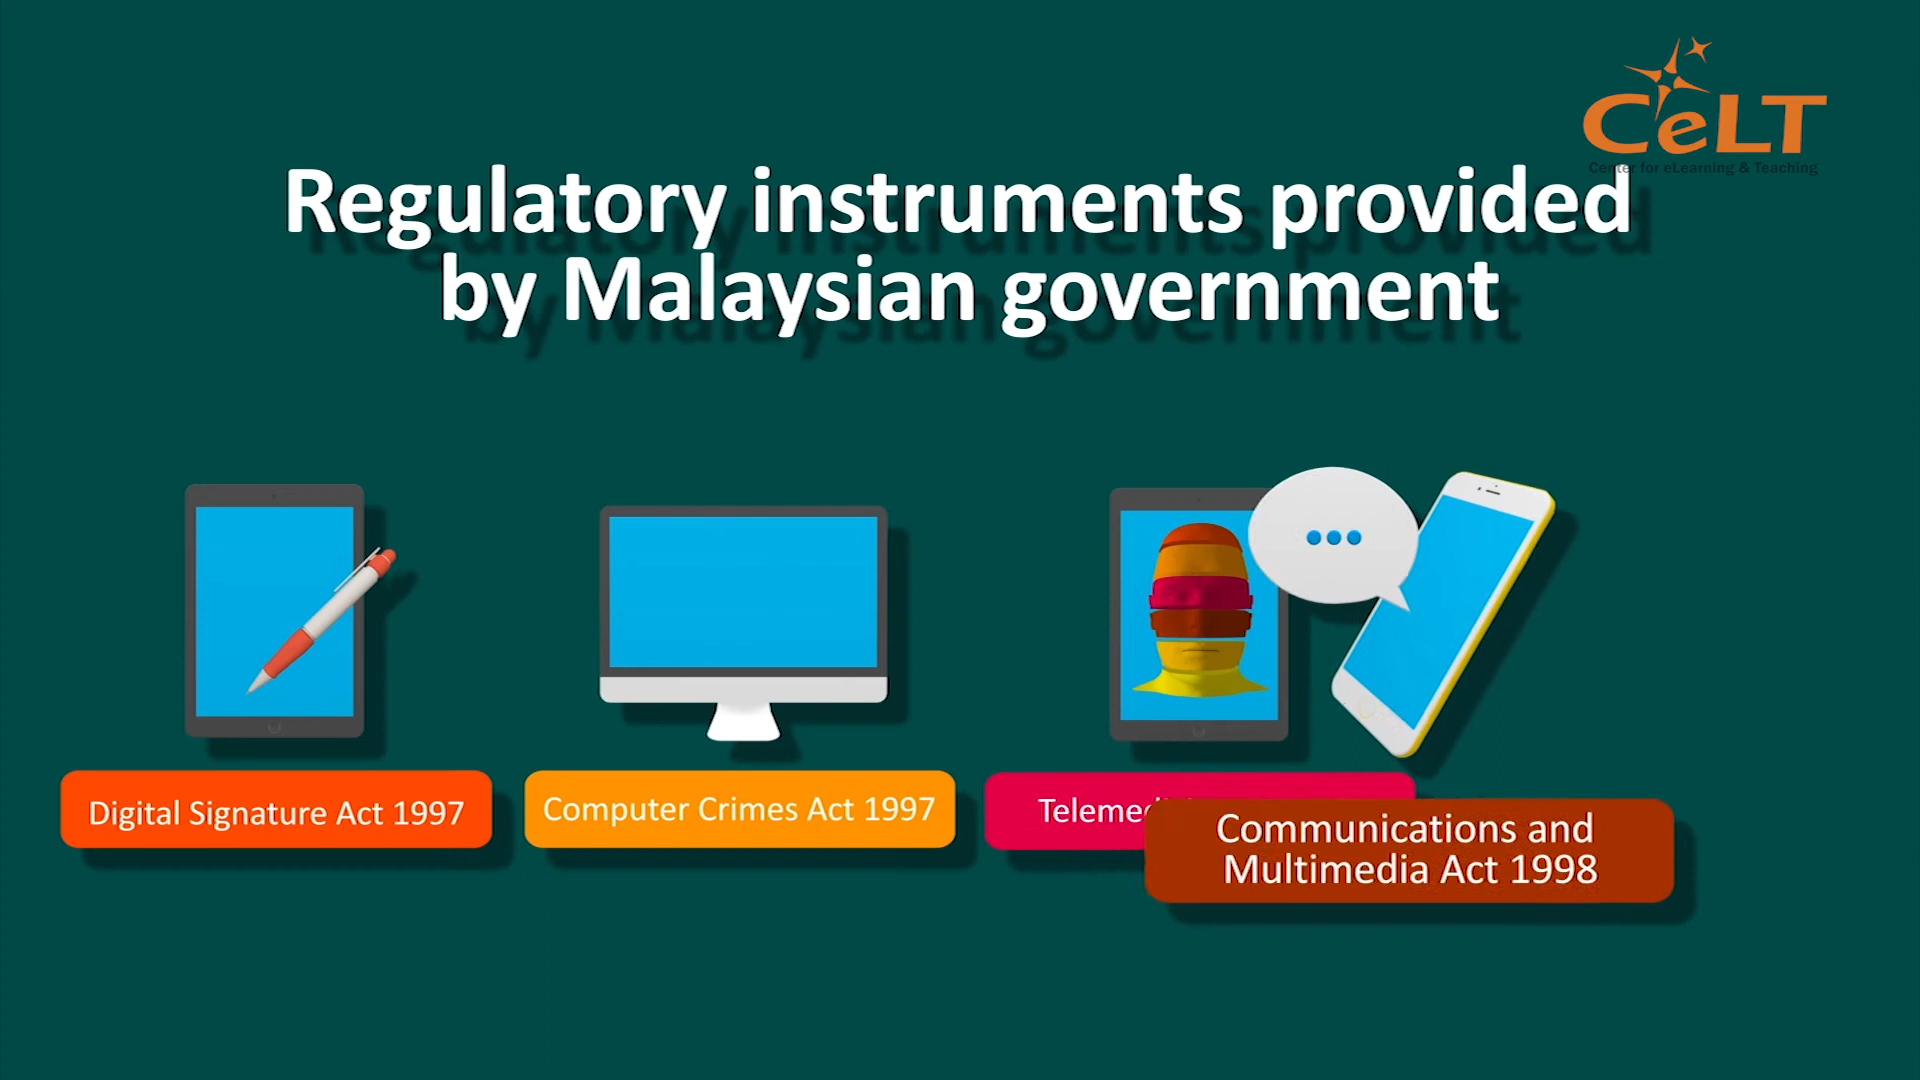 CeLT
Center for eLearning & Teaching
Regulatory instruments provided
by Malaysian government
Digital Signature Act 1997
Computer Crimes Act 1997
Communications and
Multimedia Act 1998